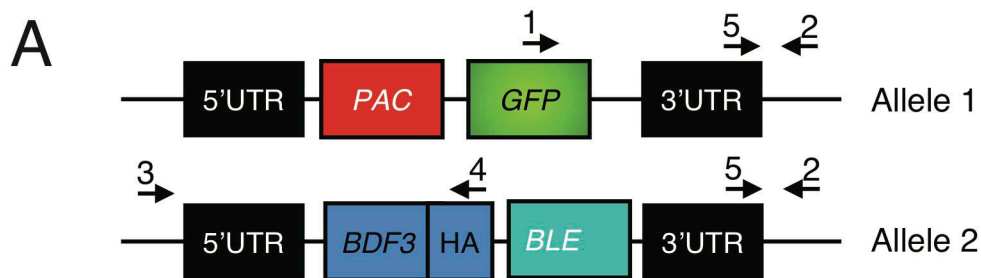 A
1 5 2
5'UTR PAC GFP 3'UTR Allele 1
3 4 5 2
5'UTR BDF3 HA BLE 3'UTR Allele 2